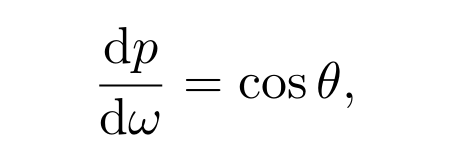 dp/dω = cos θ,